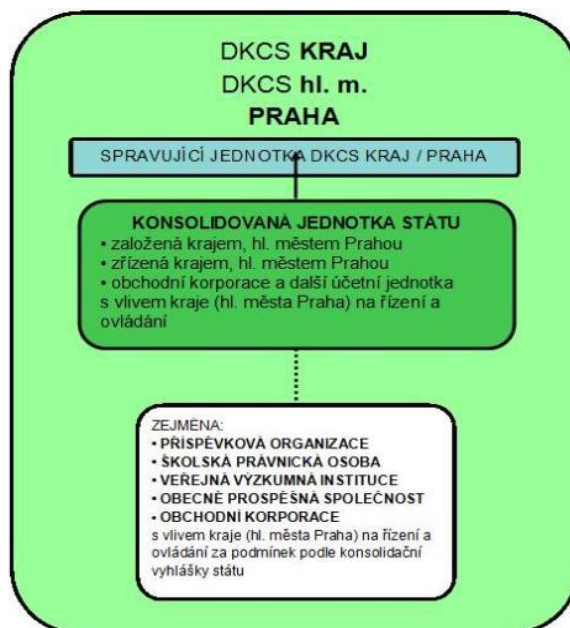 DKCS KRAJ
DKCS hl. m.
PRAHA
SPRAVUJÍCÍ JEDNOTKA DKCS KRAJ / PRAHA
KONSOLIDOVANÁ JEDNOTKA STÁTU
• založená krajem, hl. městem Prahou
• zřízená krajem, hl. městem Prahou
• obchodní korporace a další účetní jednotka
s vlivem kraje (hl. města Praha) na řízení a
ovládání
ZEJMÉNA:
• PŘÍSPĚVKOVÁ ORGANIZACE
• ŠKOLSKÁ PRÁVNICKÁ OSOBA
• VEŘEJNÁ VÝZKUMNÁ INSTITUCE
• OBECNĚ PROSPĚŠNÁ SPOLEČNOST
• OBCHODNÍ KORPORACE
s vlivem kraje (hl. města Praha) na řízení a
ovládání za podmínek podle konsolidační
vyhlášky státu